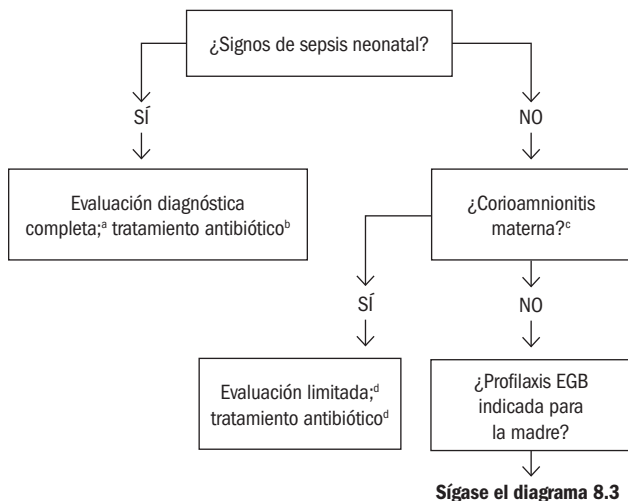 ¿Signos de sepsis neonatal?
SÍ
NO
Evaluación diagnóstica
completa;ᵃ tratamiento antibióticoᵇ
¿Corioamnionitis
materna?ᶜ
SÍ
NO
Evaluación limitada;ᵈ
tratamiento antibióticoᵈ
¿Profilaxis EGB
indicada para
la madre?
Sígase el diagrama 8.3